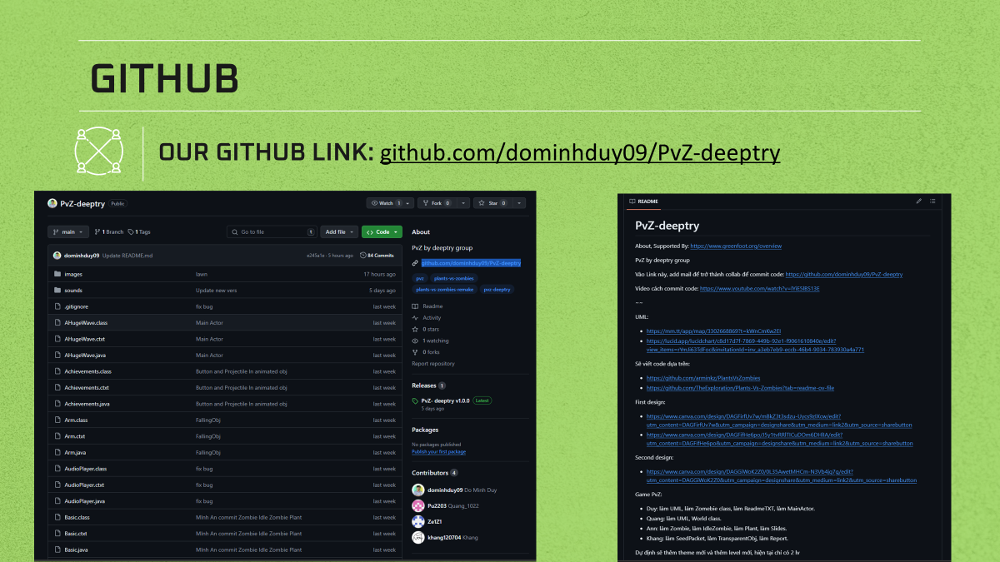 GITHUB
OUR GITHUB LINK: github.com/dominhduy09/PvZ-deeptry
PvZ-deeptry Public
Watch 1 Fork 0 Star 0
main 1 Branch 1 Tags Go to file t Add file Code
dominhduy09 Update README.md e245a1e · 3 hours ago 84 Commits
images lawn 17 hours ago
sounds Update new vers 5 days ago
.gitignore fix bug last week
AHugeWave.class Main Actor last week
AHugeWave.ctxt Main Actor last week
AHugeWave.java Main Actor last week
Achievements.class Button and Projectile In animated obj last week
Achievements.ctxt Button and Projectile In animated obj last week
Achievements.java Button and Projectile In animated obj last week
Arm.class FallingObj last week
Arm.ctxt FallingObj last week
Arm.java FallingObj last week
AudioPlayer.class fix bug last week
AudioPlayer.ctxt fix bug last week
AudioPlayer.java fix bug last week
Basic.class MInh An commit Zombie Idle Zombie Plant last week
Basic.ctxt MInh An commit Zombie Idle Zombie Plant last week
Basic.java MInh An commit Zombie Idle Zombie Plant last week
About
PvZ by deeptry group
github.com/dominhduy09/PvZ-deeptry
pvz plants-vs-zombies
plants-vs-zombies-remake pvz-deeptry
Readme
Activity
0 stars
1 watching
0 forks
Report repository
Releases 1
PvZ- deeptry v1.0.0 Latest
5 days ago
Packages
No packages published
Publish your first package
Contributors 4
dominhduy09 Do Minh Duy
Pu2203 Quang_1022
Ze1Z1
khang120704 Khang
README
PvZ-deeptry
About, Supported By: https://www.greenfoot.org/overview
PvZ by deeptry group
Vào Link này, add mail để trở thành collab để commit code: https://github.com/dominhduy09/PvZ-deeptry
Video cách commit code: https://www.youtube.com/watch?v=IYIE5IBS13E
~~
UML:
https://mm.tt/app/map/3302668869?t=kWnCmKw2EI
https://lucid.app/lucidchart/c8d17d7f-7869-449b-92e1-f9061610840e/edit?
view_items=rYmJi63TdFoc&invitationId=inv_a3eb7eb9-eccb-46b4-9034-783930a4a771
Sẽ viết code dựa trên:
https://github.com/arminkz/PlantsVsZombies
https://github.com/TheExploration/Plants-Vs-Zombies?tab=readme-ov-file
First design:
https://www.canva.com/design/DAGFirfUv7w/mBkZ3t3sdzu-Uycs9zIXcw/edit?
utm_content=DAGFirfUv7w&utm_campaign=designshare&utm_medium=link2&utm_source=sharebutton
https://www.canva.com/design/DAGFifHe6po/J5y1tvRRlTICuDOm6DHlIA/edit?
utm_content=DAGFifHe6po&utm_campaign=designshare&utm_medium=link2&utm_source=sharebutton
Second design:
https://www.canva.com/design/DAGGIWoK2Z0/0L35AwetMHCm-N3Vb4jq7g/edit?
utm_content=DAGGIWoK2Z0&utm_campaign=designshare&utm_medium=link2&utm_source=sharebutton
Game PvZ:
Duy: làm UML, làm Zomebie class, làm ReadmeTXT, làm MainActor.
Quang: làm UML, World class.
Ann: làm Zombie, làm IdleZombie, làm Plant, làm Slides.
Khang: làm SeedPacket, làm TransparentObj, làm Report.
Dự định sẽ thêm theme mới và thêm level mới, hiện tại chỉ có 2 lv